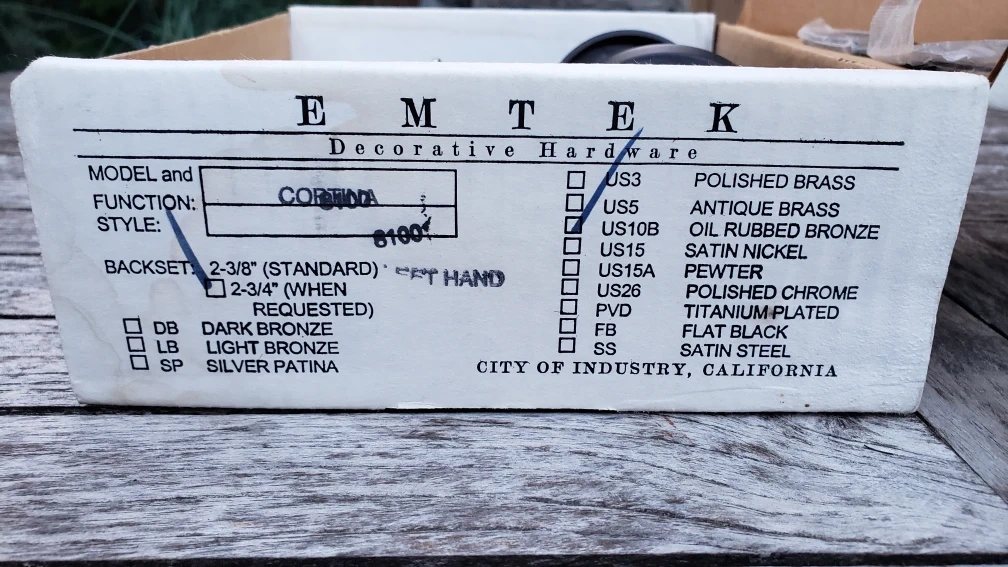 EMTEK
Decorative Hardware
MODEL and
FUNCTION: CORTINA
STYLE: 8100
BACKSET: 2-3/8" (STANDARD) HAND
2-3/4" (WHEN
REQUESTED)
DB DARK BRONZE
LB LIGHT BRONZE
SP SILVER PATINA
US3 POLISHED BRASS
US5 ANTIQUE BRASS
US10B OIL RUBBED BRONZE
US15 SATIN NICKEL
US15A PEWTER
US26 POLISHED CHROME
PVD TITANIUM PLATED
FB FLAT BLACK
SS SATIN STEEL
CITY OF INDUSTRY, CALIFORNIA